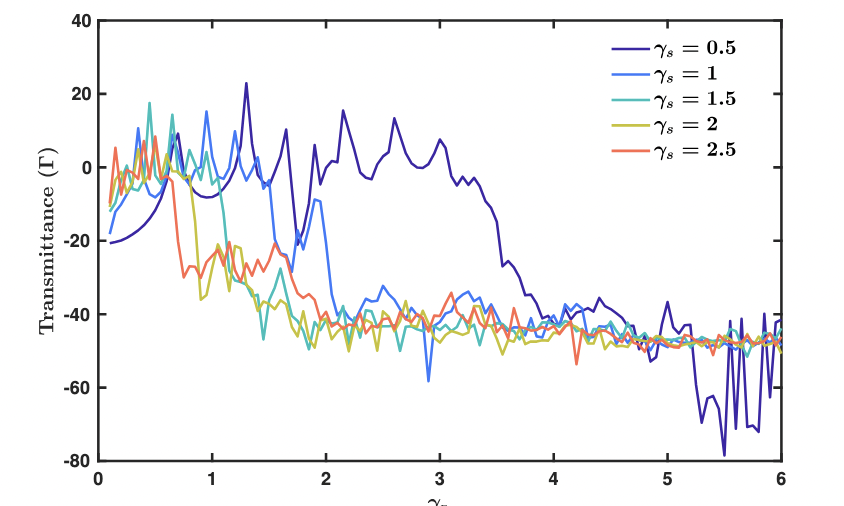 40
20
0
-20
-40
-60
-80
Transmittance (Γ)
0 1 2 3 4 5 6
γₛ = 0.5
γₛ = 1
γₛ = 1.5
γₛ = 2
γₛ = 2.5